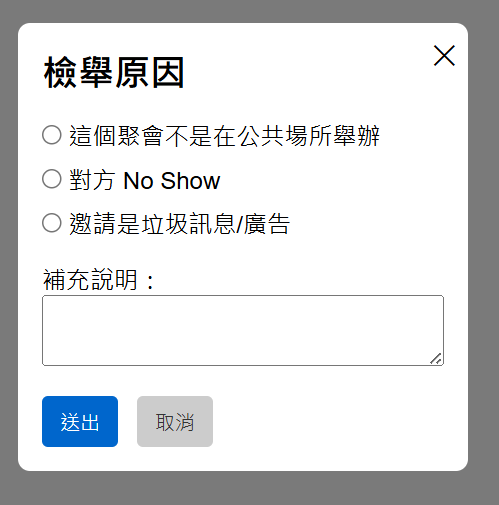 檢舉原因
這個聚會不是在公共場所舉辦
對方 No Show
邀請是垃圾訊息/廣告
補充說明：
送出
取消